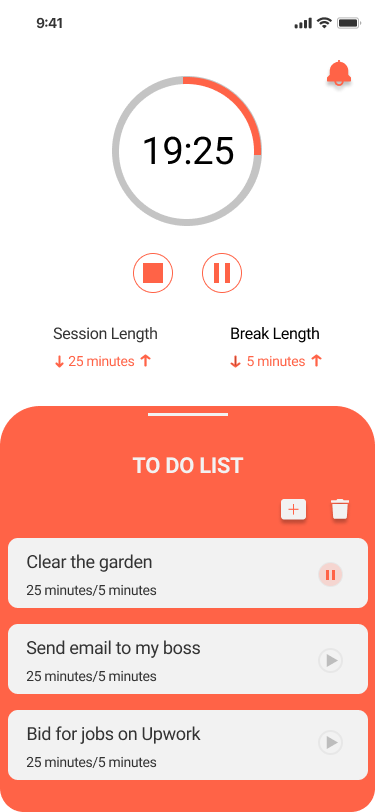 9:41
19:25
Session Length
Break Length
25 minutes
5 minutes
TO DO LIST
Clear the garden
25 minutes/5 minutes
Send email to my boss
25 minutes/5 minutes
Bid for jobs on Upwork
25 minutes/5 minutes